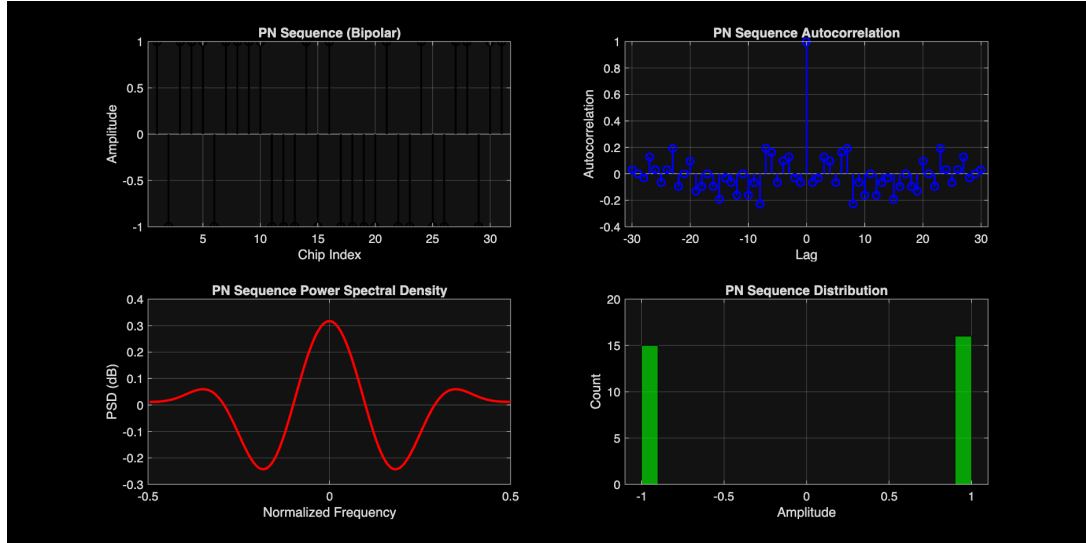 PN Sequence (Bipolar)
1
0.5
0
-0.5
-1
Amplitude
5 10 15 20 25 30
Chip Index
PN Sequence Autocorrelation
1
0.8
0.6
0.4
0.2
0
-0.2
-0.4
Autocorrelation
-30 -20 -10 0 10 20 30
Lag
PN Sequence Power Spectral Density
0.4
0.3
0.2
0.1
0
-0.1
-0.2
-0.3
PSD (dB)
-0.5 0 0.5
Normalized Frequency
PN Sequence Distribution
20
15
10
5
0
Count
-1 -0.5 0 0.5 1
Amplitude